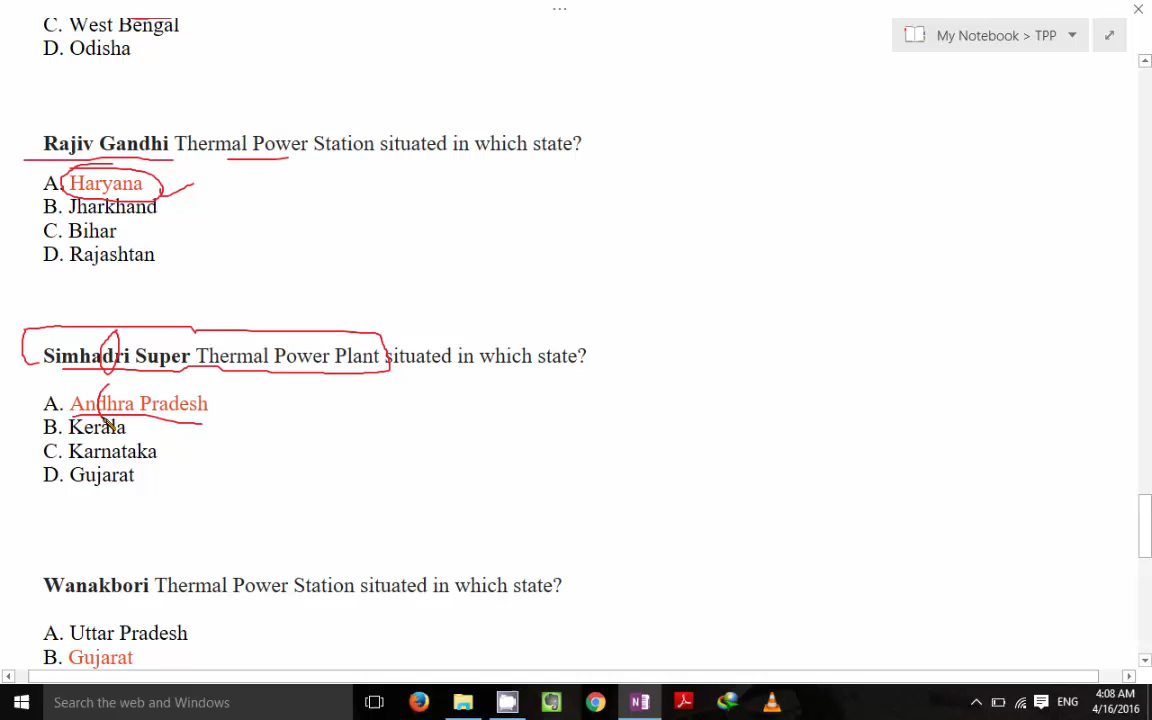 C. West Bengal
D. Odisha
My Notebook > TPP
Rajiv Gandhi Thermal Power Station situated in which state?
A. Haryana
B. Jharkhand
C. Bihar
D. Rajashtan
Simhadri Super Thermal Power Plant situated in which state?
A. Andhra Pradesh
B. Kerala
C. Karnataka
D. Gujarat
Wanakbori Thermal Power Station situated in which state?
A. Uttar Pradesh
B. Gujarat
Search the web and Windows
ENG
4:08 AM
4/16/2016